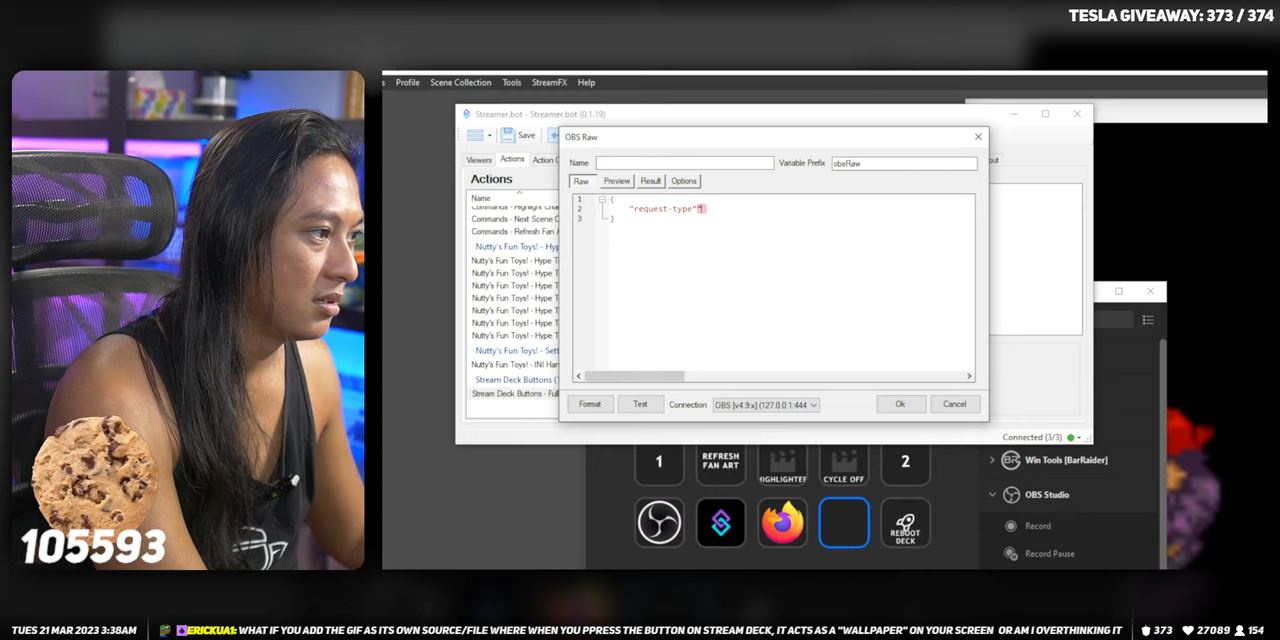 TESLA GIVEAWAY: 373 / 374
Profile Scene Collection Tools StreamFX Help
Streamer.bot - Streamer.bot (0.1.19)
Save
OBS Raw
Viewers Actions Action
Name
Variable Prefix obsRaw
Raw Preview Result Options
Actions
Name
Commands - Highlight
Commands - Next Scene C
Commands - Refresh Fan
Nutty's Fun Toys! - Hyp
Nutty's Fun Toys! - Hype T
Nutty's Fun Toys! - Hype T
Nutty's Fun Toys! - Hype T
Nutty's Fun Toys! - Hype T
Nutty's Fun Toys! - Hype T
Nutty's Fun Toys! - Hype T
Nutty's Fun Toys! - Hype T
Nutty's Fun Toys! - Sett
Nutty's Fun Toys! - INI Han
Stream Deck Buttons (
Stream Deck Buttons - Full
1 {
2 "request-type""
3 }
Format Test Connection OBS [v4.9.x] (127.0.0.1:444 Ok Cancel
Connected (3/3)
1
REFRESH
FAN ART
HIGHLIGHTER
CYCLE OFF
2
REBOOT
DECK
Win Tools [BarRaider]
OBS Studio
Record
Record Pause
105593
TUES 21 MAR 2023 3:38AM ERICKUA1: WHAT IF YOU ADD THE GIF AS ITS OWN SOURCE/FILE WHERE WHEN YOU PPRESS THE BUTTON ON STREAM DECK, IT ACTS AS A "WALLPAPER" ON YOUR SCREEN OR AM I OVERTHINKING IT 373 27089 154